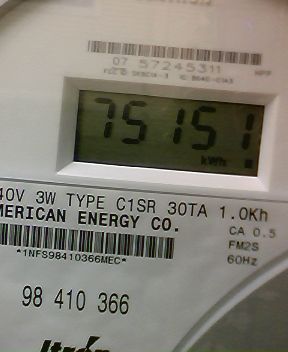 07 57245311
75151
kWh
40V 3W TYPE C1SR 30TA 1.0Kh
MERICAN ENERGY CO.
CA 0.5
FM2S
60Hz
*1NFS98410366MEC*
98 410 366
Itrón